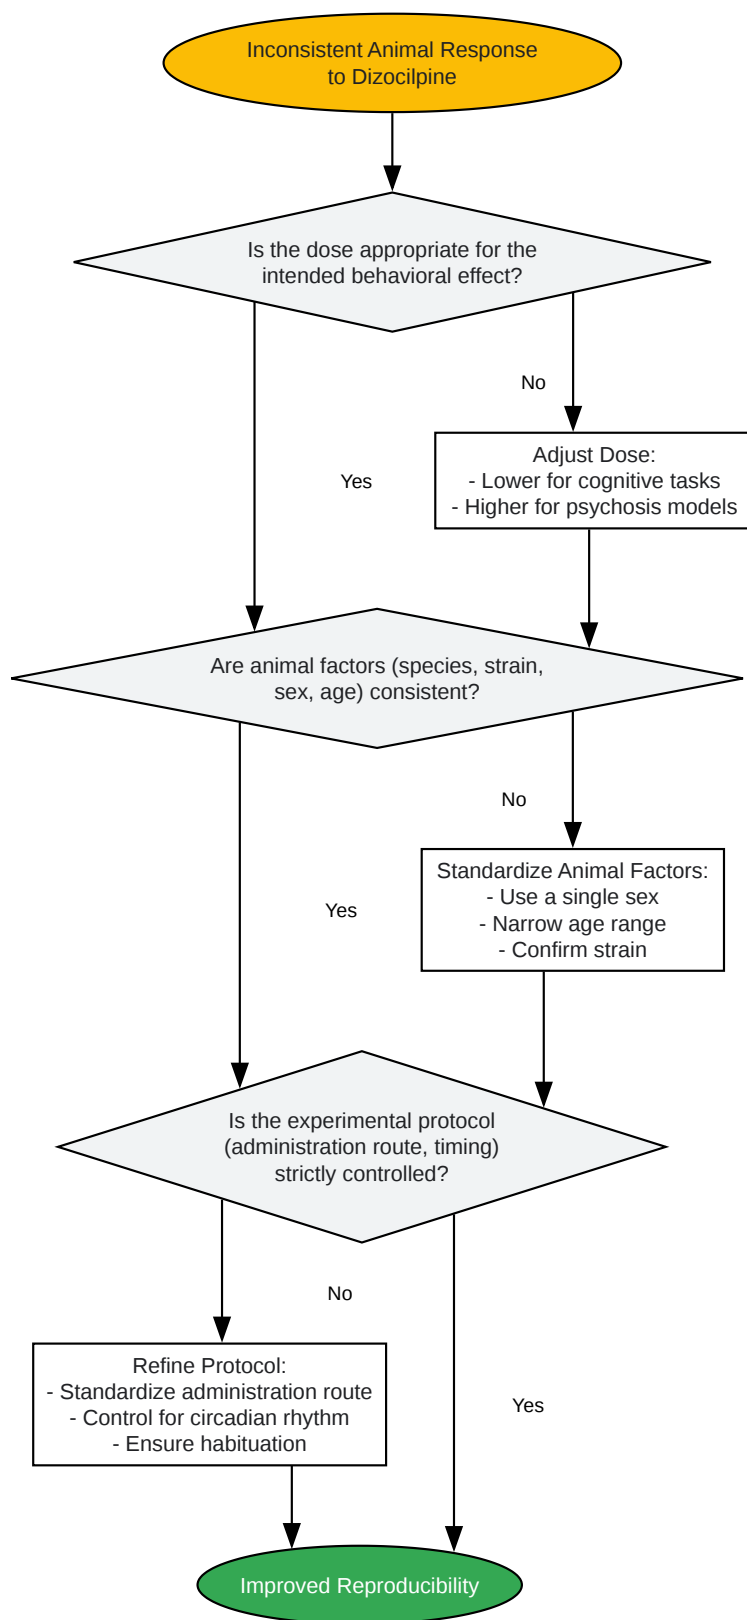 Inconsistent Animal Response
to Dizocilpine
Is the dose appropriate for the
intended behavioral effect?
No
Adjust Dose:
- Lower for cognitive tasks
- Higher for psychosis models
Yes
Are animal factors (species, strain,
sex, age) consistent?
No
Standardize Animal Factors:
- Use a single sex
- Narrow age range
- Confirm strain
Yes
Is the experimental protocol
(administration route, timing)
strictly controlled?
No
Refine Protocol:
- Standardize administration route
- Control for circadian rhythm
- Ensure habituation
Yes
Improved Reproducibility